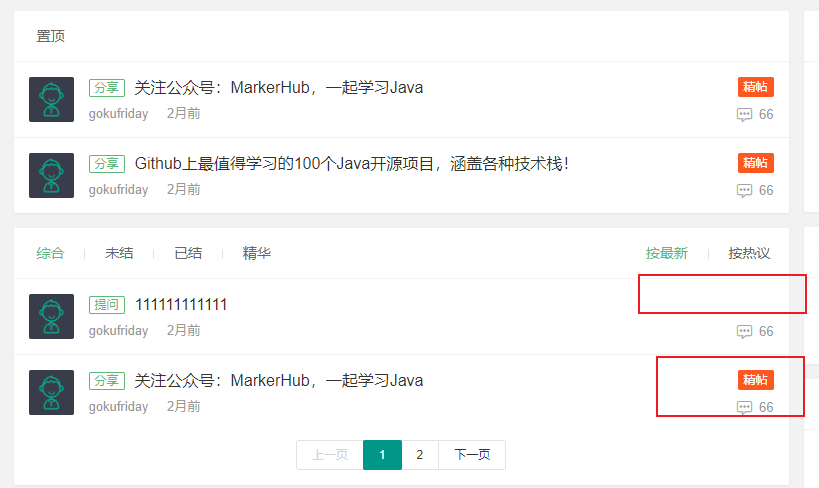 置顶
分享 关注公众号：MarkerHub，一起学习Java 精帖
gokufriday 2月前 66
分享 Github上最值得学习的100个Java开源项目，涵盖各种技术栈！ 精帖
gokufriday 2月前 66
综合 未结 已结 精华 按最新 按热议
提问 111111111111
gokufriday 2月前 66
分享 关注公众号：MarkerHub，一起学习Java 精帖
gokufriday 2月前 66
上一页 1 2 下一页